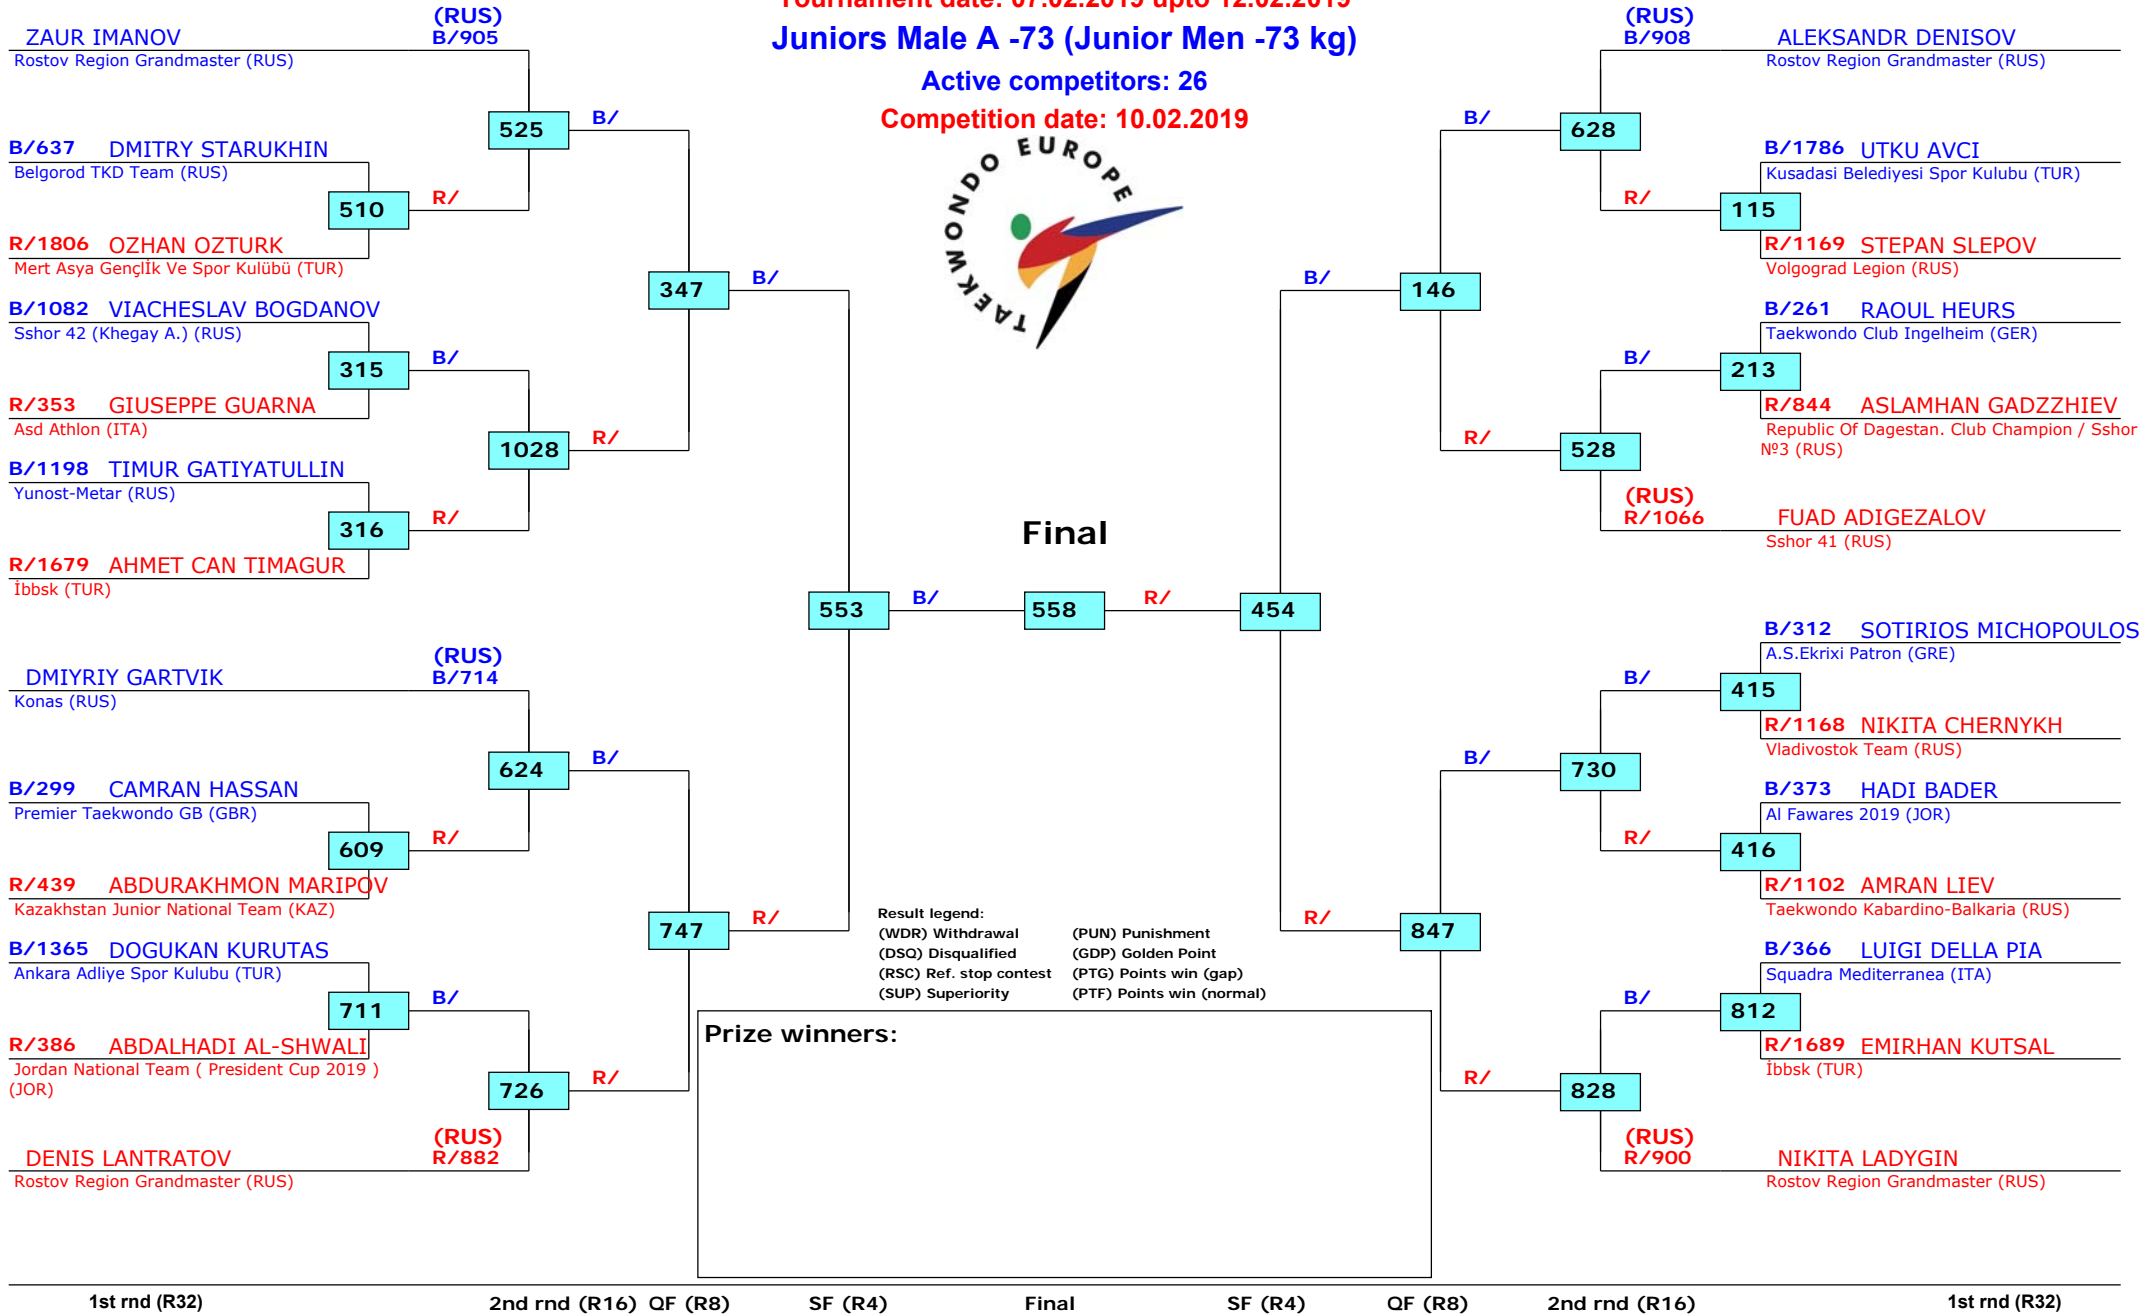 Tournament date: 07.02.2019 upto 12.02.2019
Juniors Male A -73 (Junior Men -73 kg)
Active competitors: 26
Competition date: 10.02.2019
TAEKWONDO EUROPE
(RUS)
ZAUR IMANOV B/905
Rostov Region Grandmaster (RUS)
525 B/
B/637 DMITRY STARUKHIN
Belgorod TKD Team (RUS)
510 R/
R/1806 OZHAN OZTURK
Mert Asya Gençlİk Ve Spor Kulübü (TUR)
347 B/
B/1082 VIACHESLAV BOGDANOV
Sshor 42 (Khegay A.) (RUS)
315 B/
R/353 GIUSEPPE GUARNA
Asd Athlon (ITA)
1028 R/
B/1198 TIMUR GATIYATULLIN
Yunost-Metar (RUS)
316 R/
R/1679 AHMET CAN TIMAGUR
İbbsk (TUR)
553 B/
(RUS)
DMIYRIY GARTVIK B/714
Konas (RUS)
624 B/
B/299 CAMRAN HASSAN
Premier Taekwondo GB (GBR)
609 R/
R/439 ABDURAKHMON MARIPOV
Kazakhstan Junior National Team (KAZ)
747 R/
B/1365 DOGUKAN KURUTAS
Ankara Adliye Spor Kulubu (TUR)
711 B/
R/386 ABDALHADI AL-SHWALI
Jordan National Team ( President Cup 2019 )
(JOR)
726 R/
(RUS)
DENIS LANTRATOV R/882
Rostov Region Grandmaster (RUS)
Final
558
(RUS)
B/908 ALEKSANDR DENISOV
Rostov Region Grandmaster (RUS)
B/ 628
B/1786 UTKU AVCI
Kusadasi Belediyesi Spor Kulubu (TUR)
R/ 115
R/1169 STEPAN SLEPOV
Volgograd Legion (RUS)
B/ 146
B/261 RAOUL HEURS
Taekwondo Club Ingelheim (GER)
B/ 213
R/844 ASLAMHAN GADZZHIEV
Republic Of Dagestan. Club Champion / Sshor
№3 (RUS)
R/ 528
(RUS)
R/1066 FUAD ADIGEZALOV
Sshor 41 (RUS)
R/ 454
B/312 SOTIRIOS MICHOPOULOS
A.S.Ekrixi Patron (GRE)
B/ 415
R/1168 NIKITA CHERNYKH
Vladivostok Team (RUS)
B/ 730
B/373 HADI BADER
Al Fawares 2019 (JOR)
R/ 416
R/1102 AMRAN LIEV
Taekwondo Kabardino-Balkaria (RUS)
R/ 847
B/366 LUIGI DELLA PIA
Squadra Mediterranea (ITA)
B/ 812
R/1689 EMIRHAN KUTSAL
İbbsk (TUR)
R/ 828
(RUS)
R/900 NIKITA LADYGIN
Rostov Region Grandmaster (RUS)
Result legend:
(WDR) Withdrawal (PUN) Punishment
(DSQ) Disqualified (GDP) Golden Point
(RSC) Ref. stop contest (PTG) Points win (gap)
(SUP) Superiority (PTF) Points win (normal)
Prize winners:
1st rnd (R32) 2nd rnd (R16) QF (R8) SF (R4) Final SF (R4) QF (R8) 2nd rnd (R16) 1st rnd (R32)